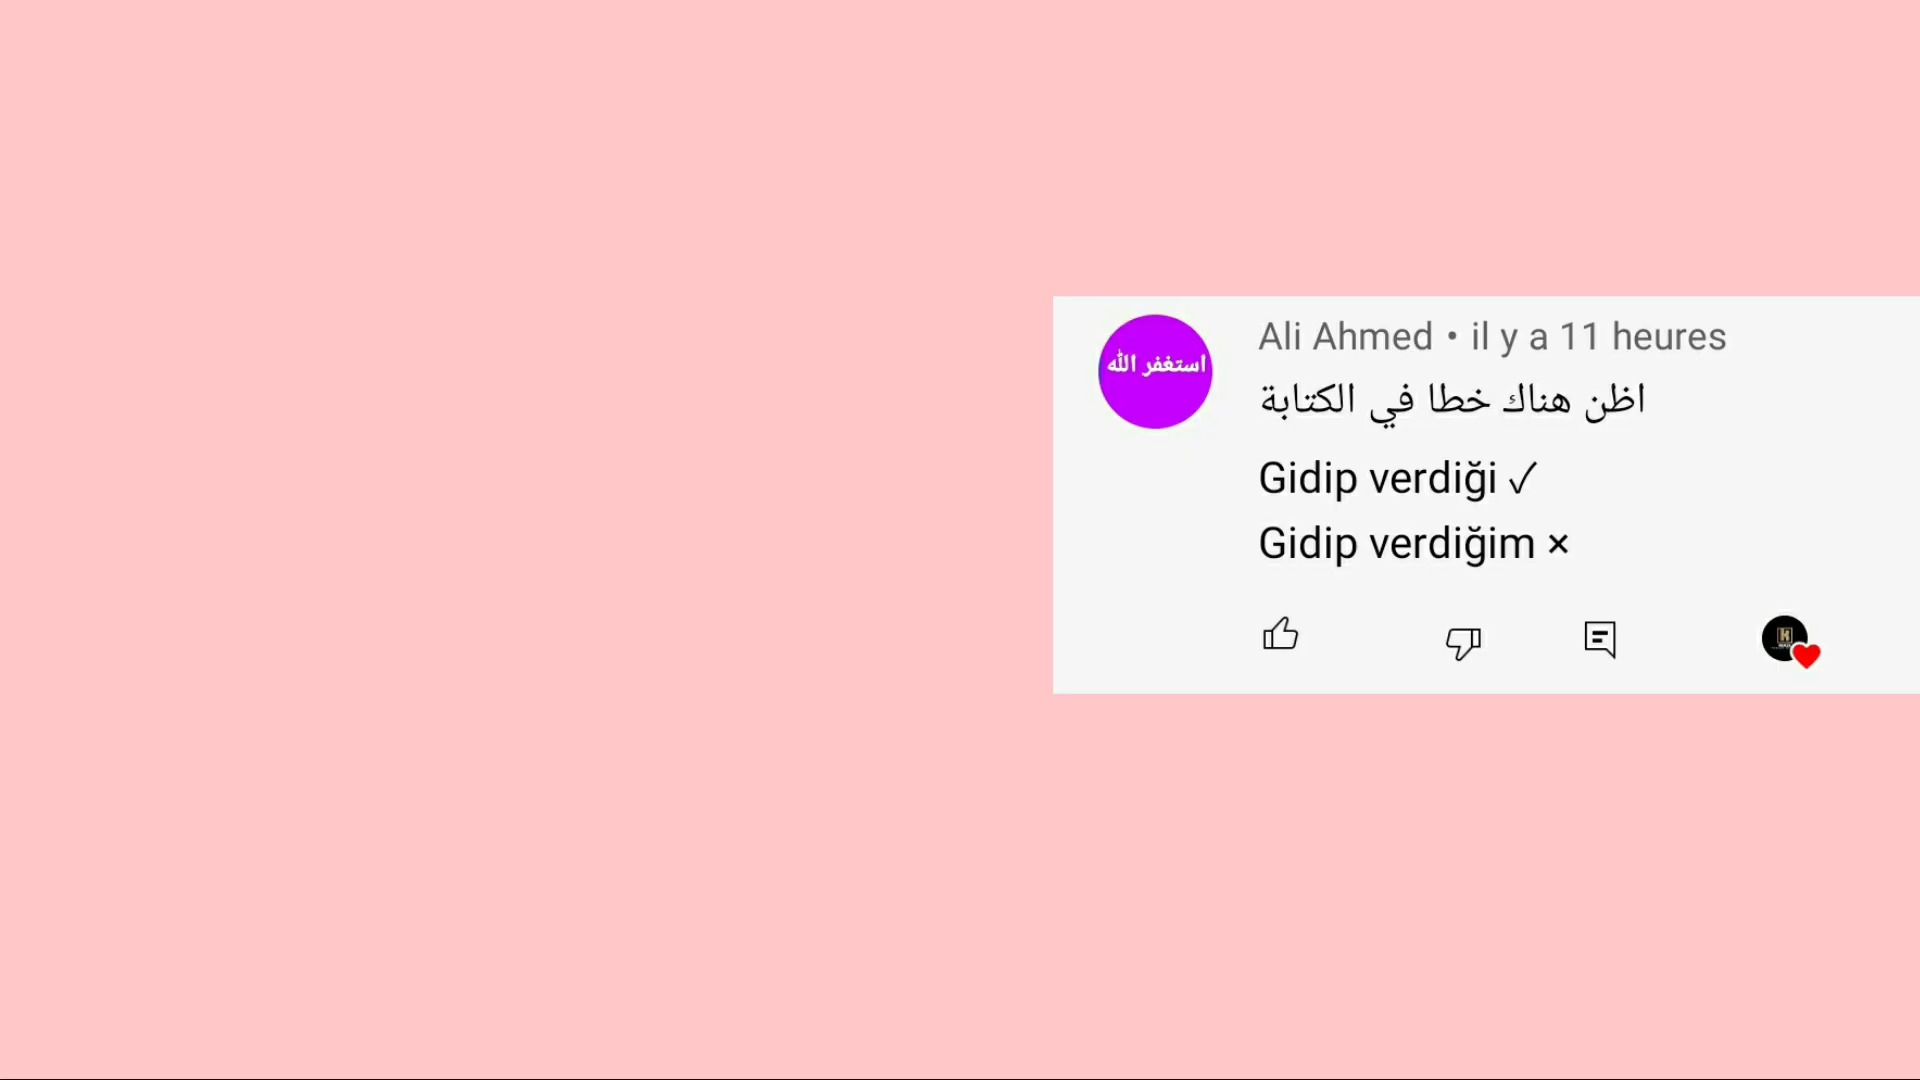 استغفر الله
Ali Ahmed • il y a 11 heures
اظن هناك خطا في الكتابة
Gidip verdiği ✓
Gidip verdiğim ×